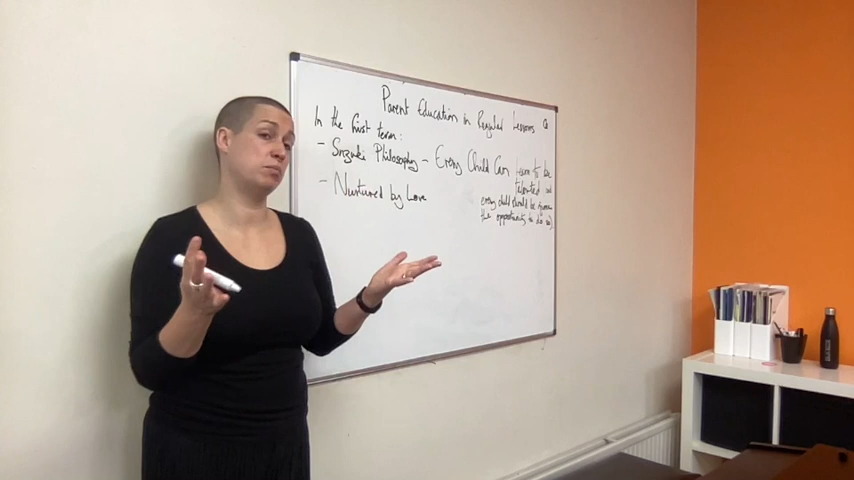 Parent Education in Regular Lessons
In the first term:
- Suzuki Philosophy - Every Child Can learn to be
talented and
every child should be given
the opportunity to do so)
- Nurtured by Love